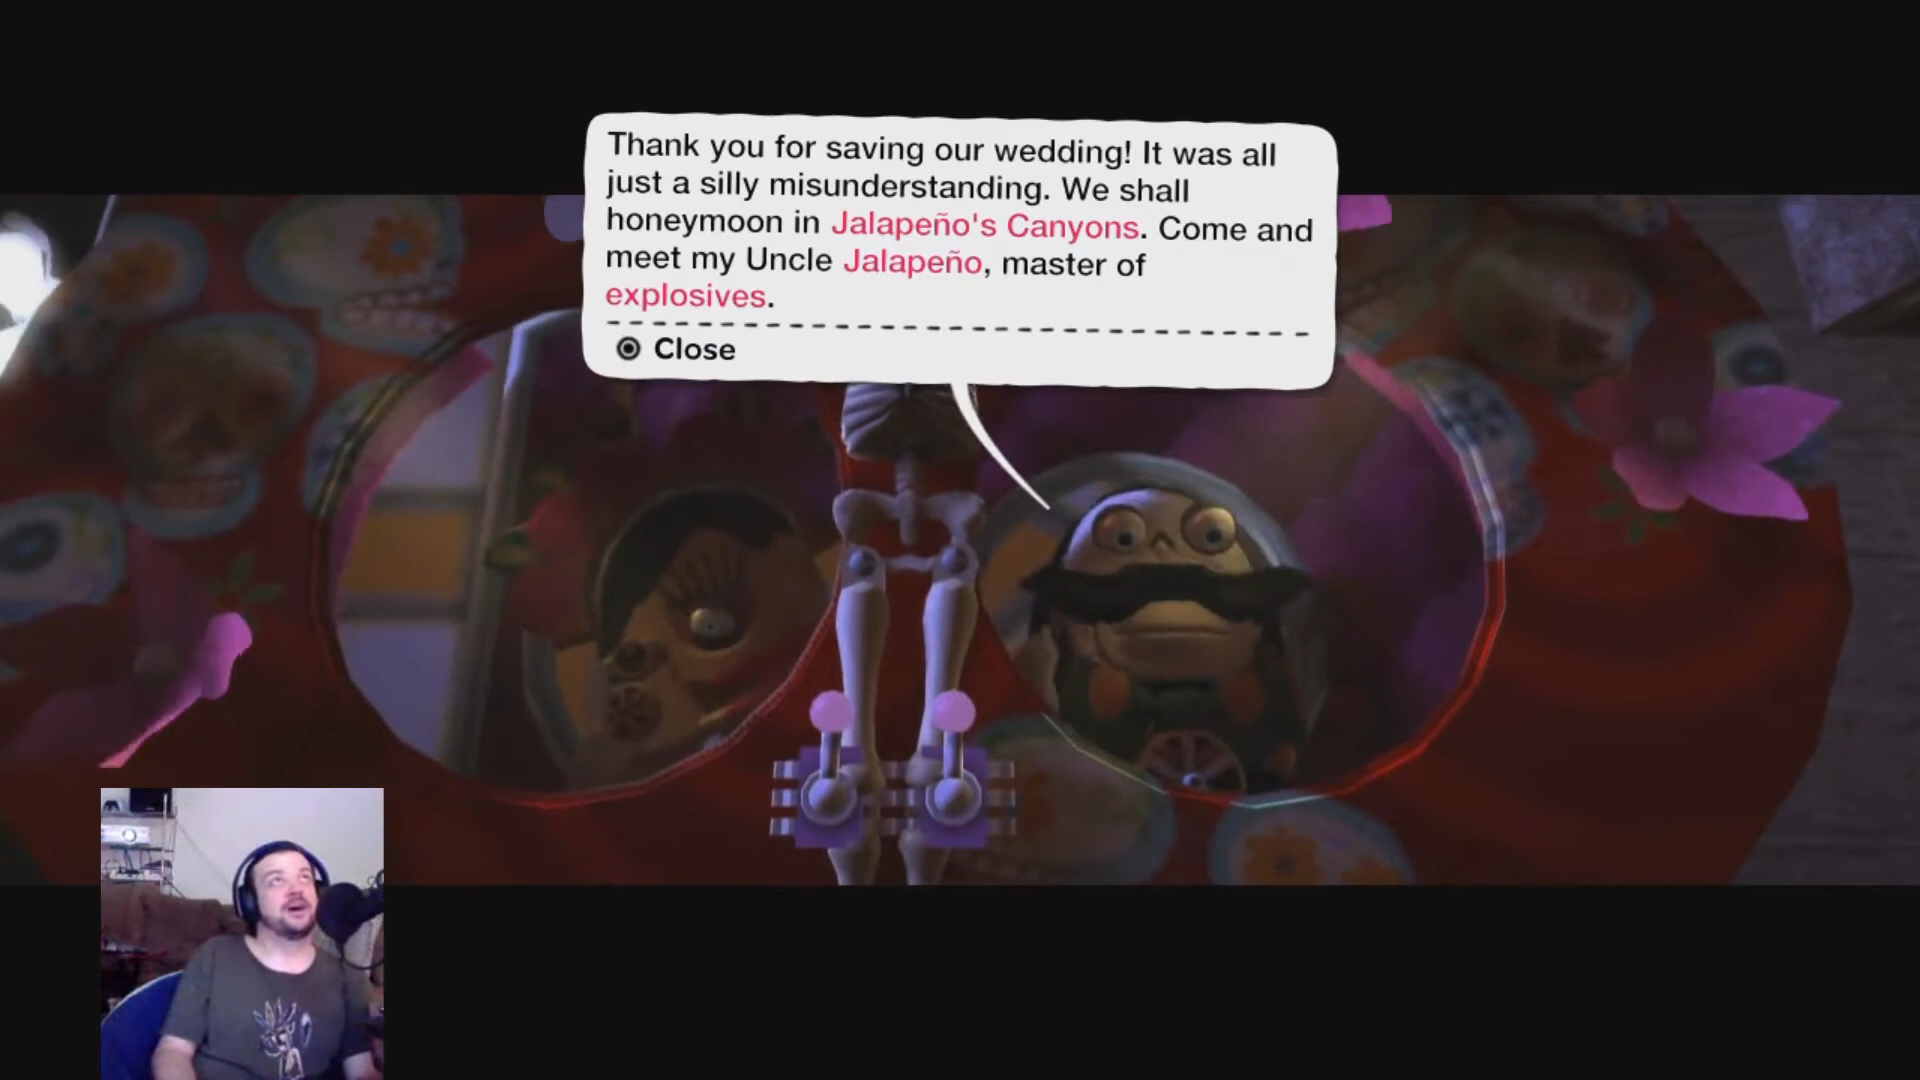 Thank you for saving our wedding! It was all
just a silly misunderstanding. We shall
honeymoon in Jalapeño's Canyons. Come and
meet my Uncle Jalapeño, master of
explosives.
Close